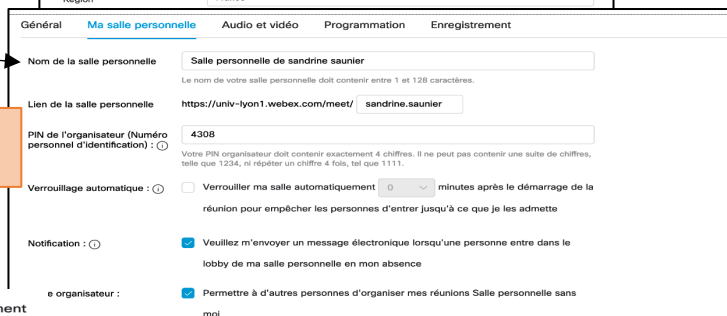 Région France
Général Ma salle personnelle Audio et vidéo Programmation Enregistrement
Nom de la salle personnelle Salle personnelle de sandrine saunier
Le nom de votre salle personnelle doit contenir entre 1 et 128 caractères.
Lien de la salle personnelle https://univ-lyon1.webex.com/meet/ sandrine.saunier
PIN de l'organisateur (Numéro personnel d'identification) : 4308
Votre PIN organisateur doit contenir exactement 4 chiffres. Il ne peut pas contenir une suite de chiffres,
telle que 1234, ni répéter un chiffre 4 fois, tel que 1111.
Verrouillage automatique : Verrouiller ma salle automatiquement 0 minutes après le démarrage de la
réunion pour empêcher les personnes d'entrer jusqu'à ce que je les admette
Notification : Veuillez m'envoyer un message électronique lorsqu'une personne entre dans le
lobby de ma salle personnelle en mon absence
e organisateur : Permettre à d'autres personnes d'organiser mes réunions Salle personnelle sans
moi
ment